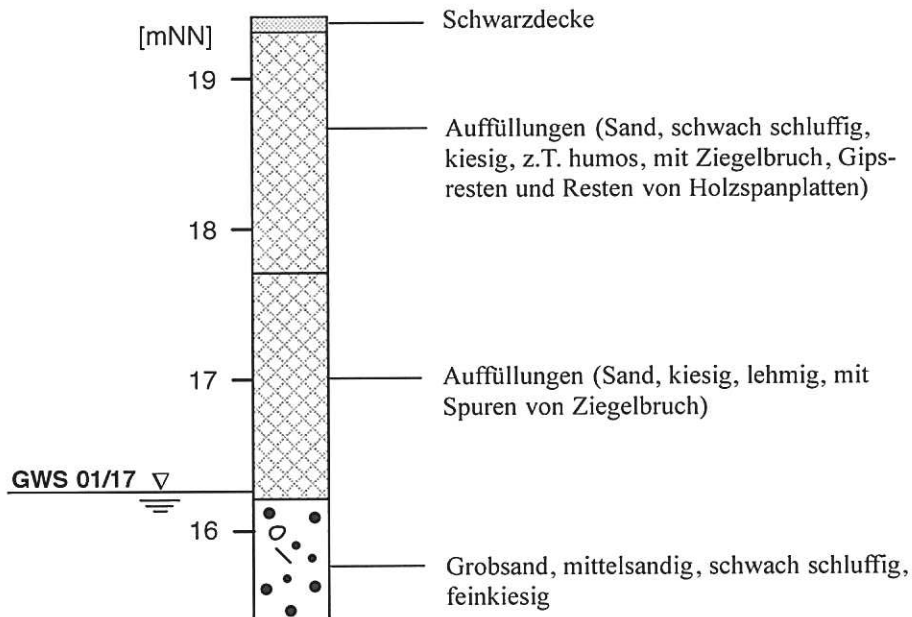 Schwarzdecke
[mNN]
19
Auffüllungen (Sand, schwach schluffig,
kiesig, z.T. humos, mit Ziegelbruch, Gips-
resten und Resten von Holzspanplatten)
18
17
Auffüllungen (Sand, kiesig, lehmig, mit
Spuren von Ziegelbruch)
GWS 01/17
16
Grobsand, mittelsandig, schwach schluffig,
feinkiesig